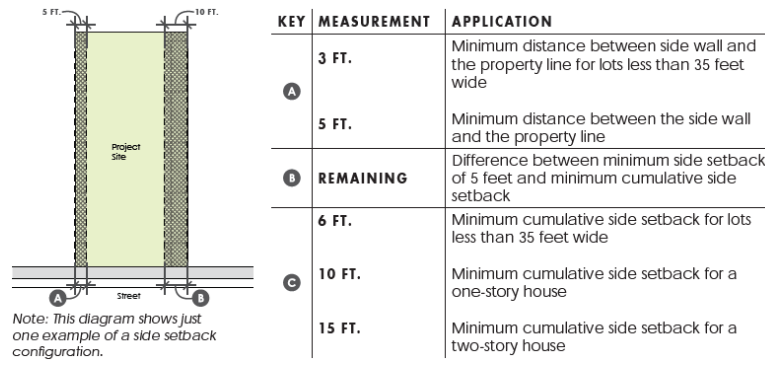 5 FT.
10 FT.
Project
Site
A
B
Street
Note: This diagram shows just
one example of a side setback
configuration.
KEY MEASUREMENT APPLICATION
A
3 FT.
Minimum distance between side wall and
the property line for lots less than 35 feet
wide
5 FT.
Minimum distance between the side wall
and the property line
B
REMAINING
Difference between minimum side setback
of 5 feet and minimum cumulative side
setback
C
6 FT.
Minimum cumulative side setback for lots
less than 35 feet wide
10 FT.
Minimum cumulative side setback for a
one-story house
15 FT.
Minimum cumulative side setback for a
two-story house